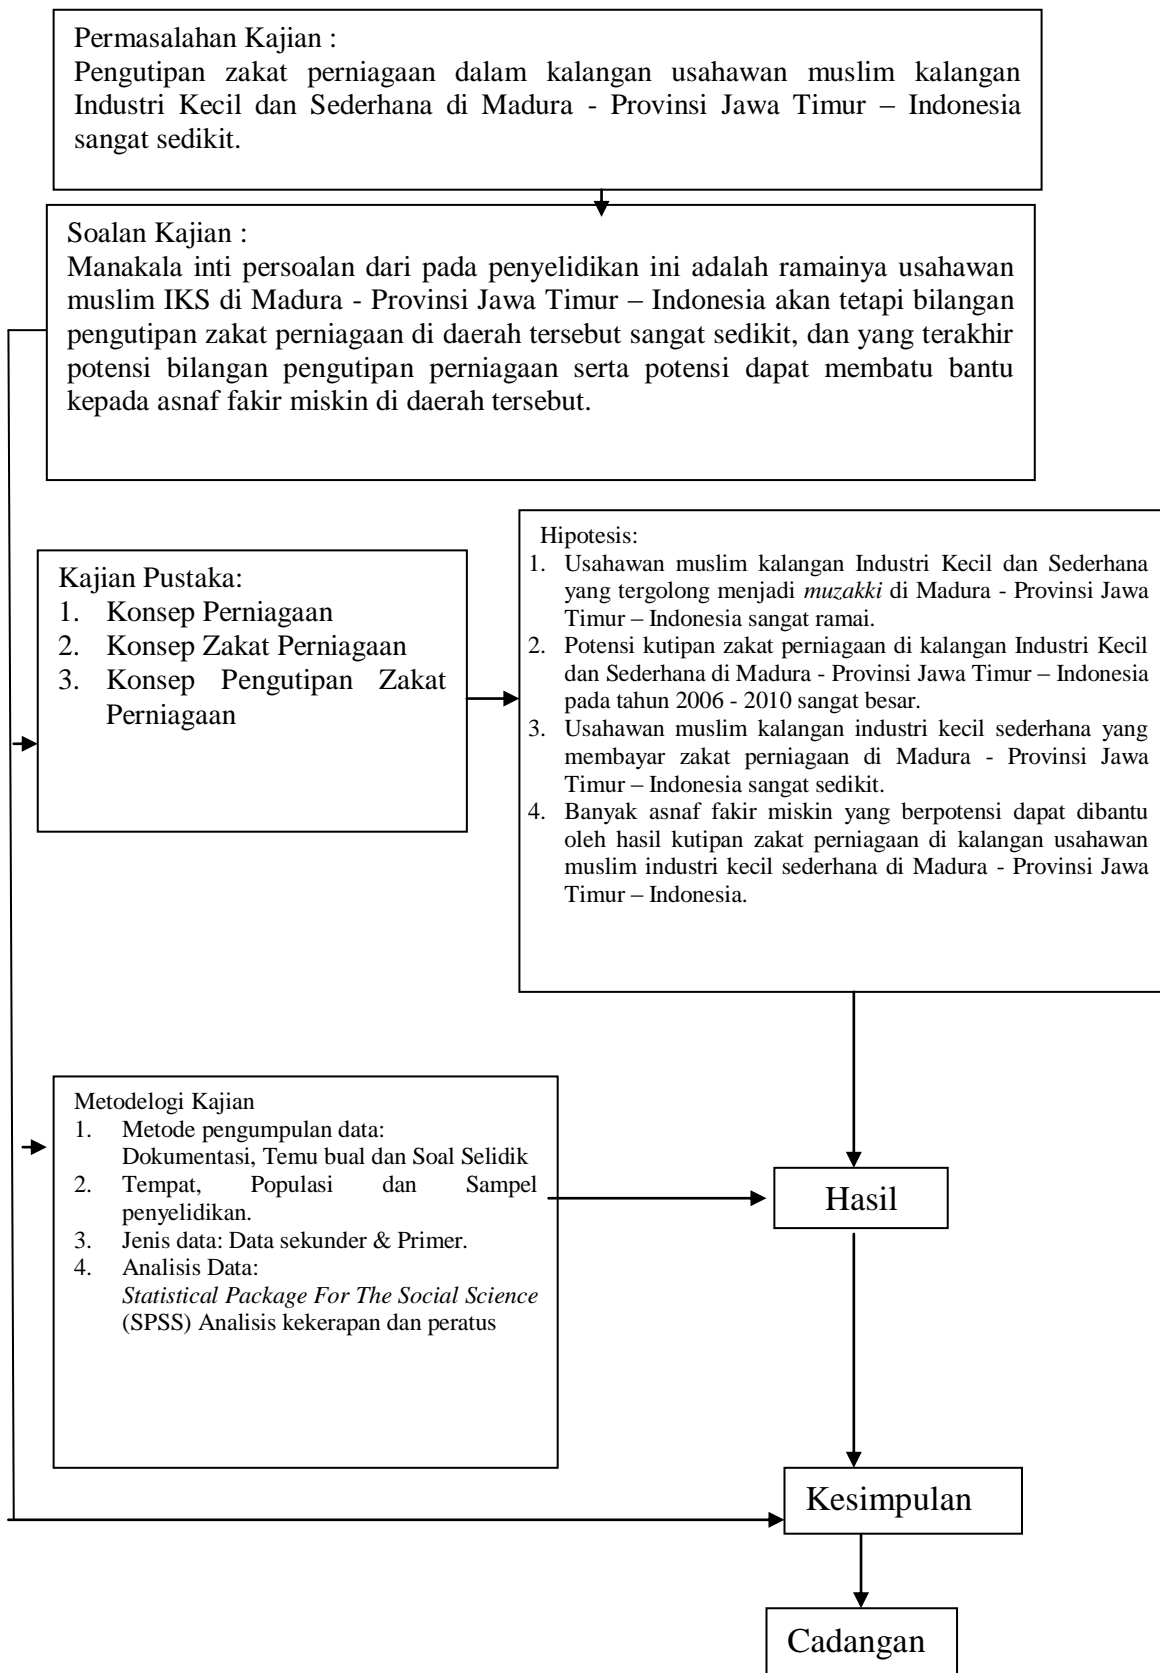 Permasalahan Kajian :
Pengutipan zakat perniagaan dalam kalangan usahawan muslim kalangan
Industri Kecil dan Sederhana di Madura - Provinsi Jawa Timur – Indonesia
sangat sedikit.
Soalan Kajian :
Manakala inti persoalan dari pada penyelidikan ini adalah ramainya usahawan
muslim IKS di Madura - Provinsi Jawa Timur – Indonesia akan tetapi bilangan
pengutipan zakat perniagaan di daerah tersebut sangat sedikit, dan yang terakhir
potensi bilangan pengutipan perniagaan serta potensi dapat membatu bantu
kepada asnaf fakir miskin di daerah tersebut.
Kajian Pustaka:
1. Konsep Perniagaan
2. Konsep Zakat Perniagaan
3. Konsep Pengutipan Zakat
Perniagaan
Hipotesis:
1. Usahawan muslim kalangan Industri Kecil dan Sederhana
yang tergolong menjadi muzakki di Madura - Provinsi Jawa
Timur – Indonesia sangat ramai.
2. Potensi kutipan zakat perniagaan di kalangan Industri Kecil
dan Sederhana di Madura - Provinsi Jawa Timur – Indonesia
pada tahun 2006 - 2010 sangat besar.
3. Usahawan muslim kalangan industri kecil sederhana yang
membayar zakat perniagaan di Madura - Provinsi Jawa
Timur – Indonesia sangat sedikit.
4. Banyak asnaf fakir miskin yang berpotensi dapat dibantu
oleh hasil kutipan zakat perniagaan di kalangan usahawan
muslim industri kecil sederhana di Madura - Provinsi Jawa
Timur – Indonesia.
Metodelogi Kajian
1. Metode pengumpulan data:
Dokumentasi, Temu bual dan Soal Selidik
2. Tempat, Populasi dan Sampel
penyelidikan.
3. Jenis data: Data sekunder & Primer.
4. Analisis Data:
Statistical Package For The Social Science
(SPSS) Analisis kekerapan dan peratus
Hasil
Kesimpulan
Cadangan